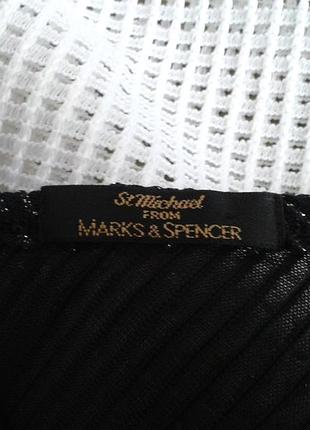 St Michael
FROM
MARKS & SPENCER